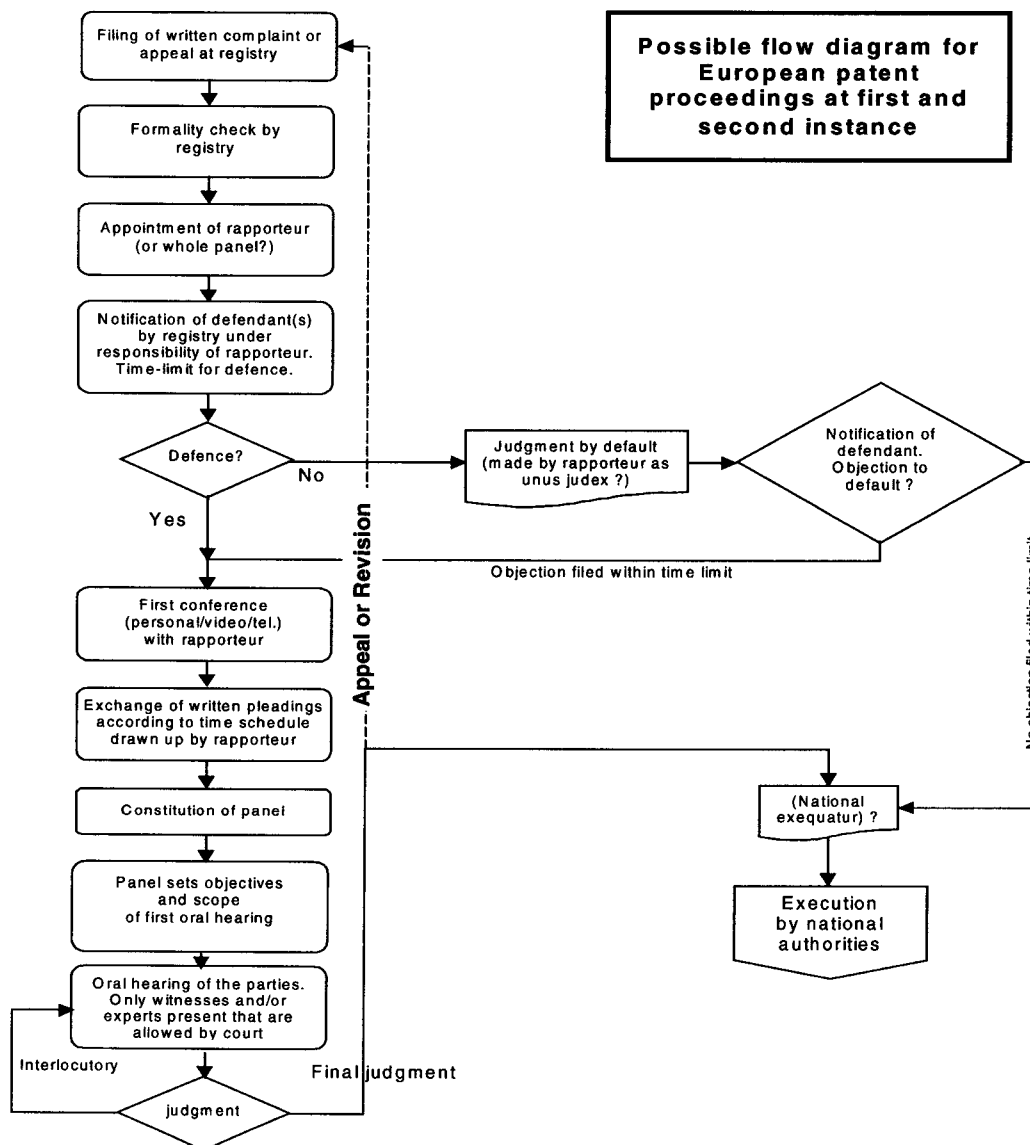 Possible flow diagram for
European patent
proceedings at first and
second instance
Filing of written complaint or
appeal at registry
Formality check by
registry
Appointment of rapporteur
(or whole panel?)
Notification of defendant(s)
by registry under
responsibility of rapporteur.
Time-limit for defence.
Defence?
No
Yes
Judgment by default
(made by rapporteur as
unus judex ?)
Notification of
defendant.
Objection to
default ?
Objection filed within time limit
No objection filed within time limit
Appeal or Revision
First conference
(personal/video/tel.)
with rapporteur
Exchange of written pleadings
according to time schedule
drawn up by rapporteur
Constitution of panel
Panel sets objectives
and scope
of first oral hearing
Oral hearing of the parties.
Only witnesses and/or
experts present that are
allowed by court
Interlocutory
Final judgment
judgment
(National
exequatur) ?
Execution
by national
authorities